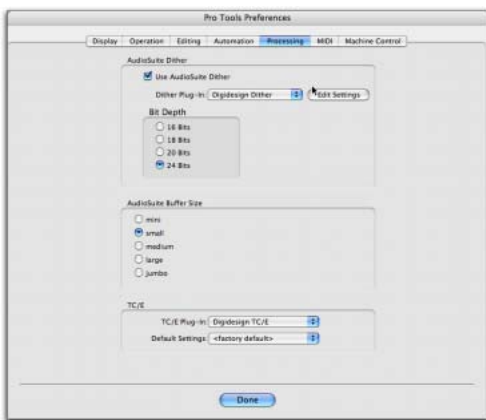 Pro Tools Preferences
Display Operation Editing Automation Processing MIDI Machine Control
AudioSuite Dither
Use AudioSuite Dither
Dither Plug-In: Digidesign Dither Edit Settings
Bit Depth
16 Bits
18 Bits
20 Bits
24 Bits
AudioSuite Buffer Size
mini
small
medium
large
jumbo
TC/E
TC/E Plug-In: Digidesign TC/E
Default Settings: <factory default>
Done